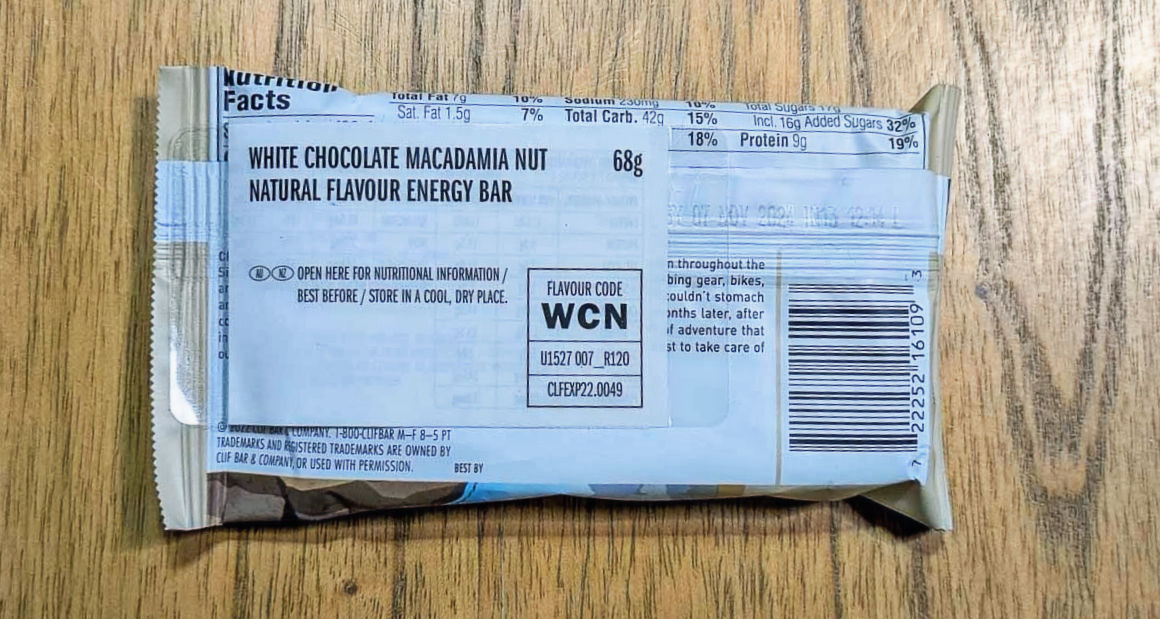 Nutrition
Facts
Total Fat 7g 10% Sodium 230mg 10% Total Sugars 17g
Sat. Fat 1.5g 7% Total Carb. 42g 15% Incl. 16g Added Sugars 32%
18% Protein 9g 19%
WHITE CHOCOLATE MACADAMIA NUT 68g
NATURAL FLAVOUR ENERGY BAR
AU NZ OPEN HERE FOR NUTRITIONAL INFORMATION /
BEST BEFORE / STORE IN A COOL, DRY PLACE.
FLAVOUR CODE
WCN
U1527 007_R120
CLFEXP22.0049
throughout the
bing gear, bikes,
couldn't stomach
onths later, after
of adventure that
st to take care of
7 22252 16109 3
© 2022 CLIF BAR & COMPANY. 1-800-CLIFBAR M–F 8–5 PT
TRADEMARKS AND REGISTERED TRADEMARKS ARE OWNED BY
CLIF BAR & COMPANY, OR USED WITH PERMISSION.
BEST BY